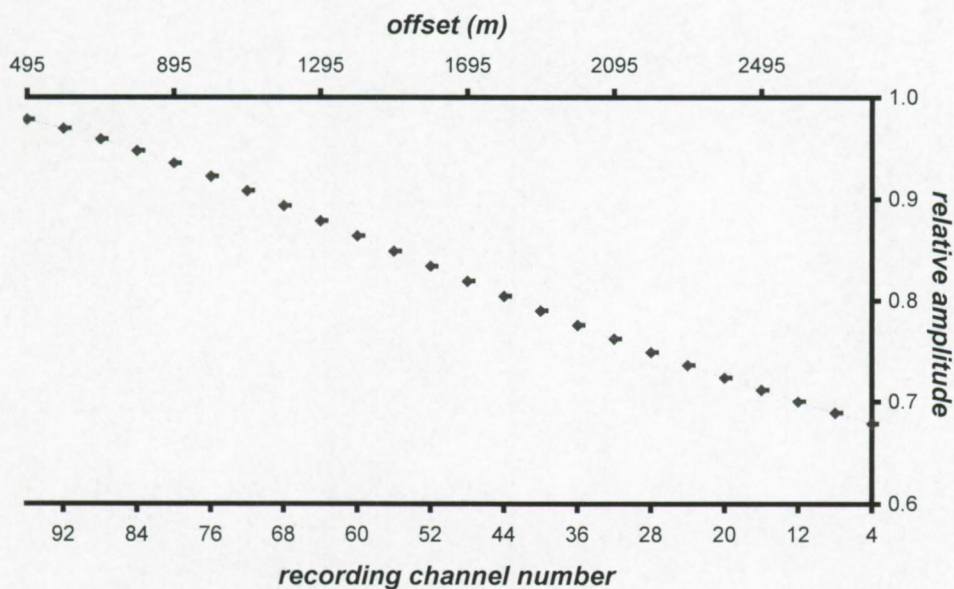 offset (m)
495 895 1295 1695 2095 2495
1.0
0.9
0.8
0.7
0.6
relative amplitude
92 84 76 68 60 52 44 36 28 20 12 4
recording channel number